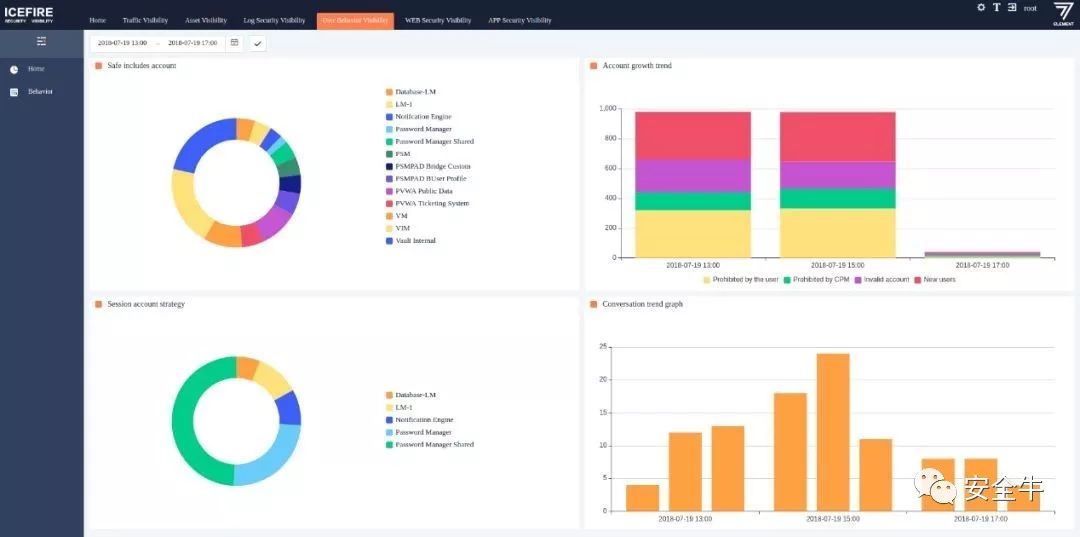 ICEFIRE
SECURITY VISIBILITY
Home Traffic Visibility Asset Visibility Log Security Visibility User Behavior Visibility WEB Security Visibility APP Security Visibility
root
ELEMENT
2018-07-19 13:00 - 2018-07-19 17:00
Home
Behavior
Safe includes account
Database-LM
LM-1
Notification Engine
Password Manager
Password Manager Shared
PSM
PSMPAD Bridge Custom
PSMPAD BUser Profile
PVWA Public Data
PVWA Ticketing System
VM
VIM
Vault Internal
Account growth trend
1,000
800
600
400
200
0
2018-07-19 13:00 2018-07-19 15:00 2018-07-19 17:00
Prohibited by the user Prohibited by CPM Invalid account New users
Session account strategy
Database-LM
LM-1
Notification Engine
Password Manager
Password Manager Shared
Conversation trend graph
25
20
15
10
5
0
2018-07-19 13:00 2018-07-19 15:00 2018-07-19 17:00
安全牛